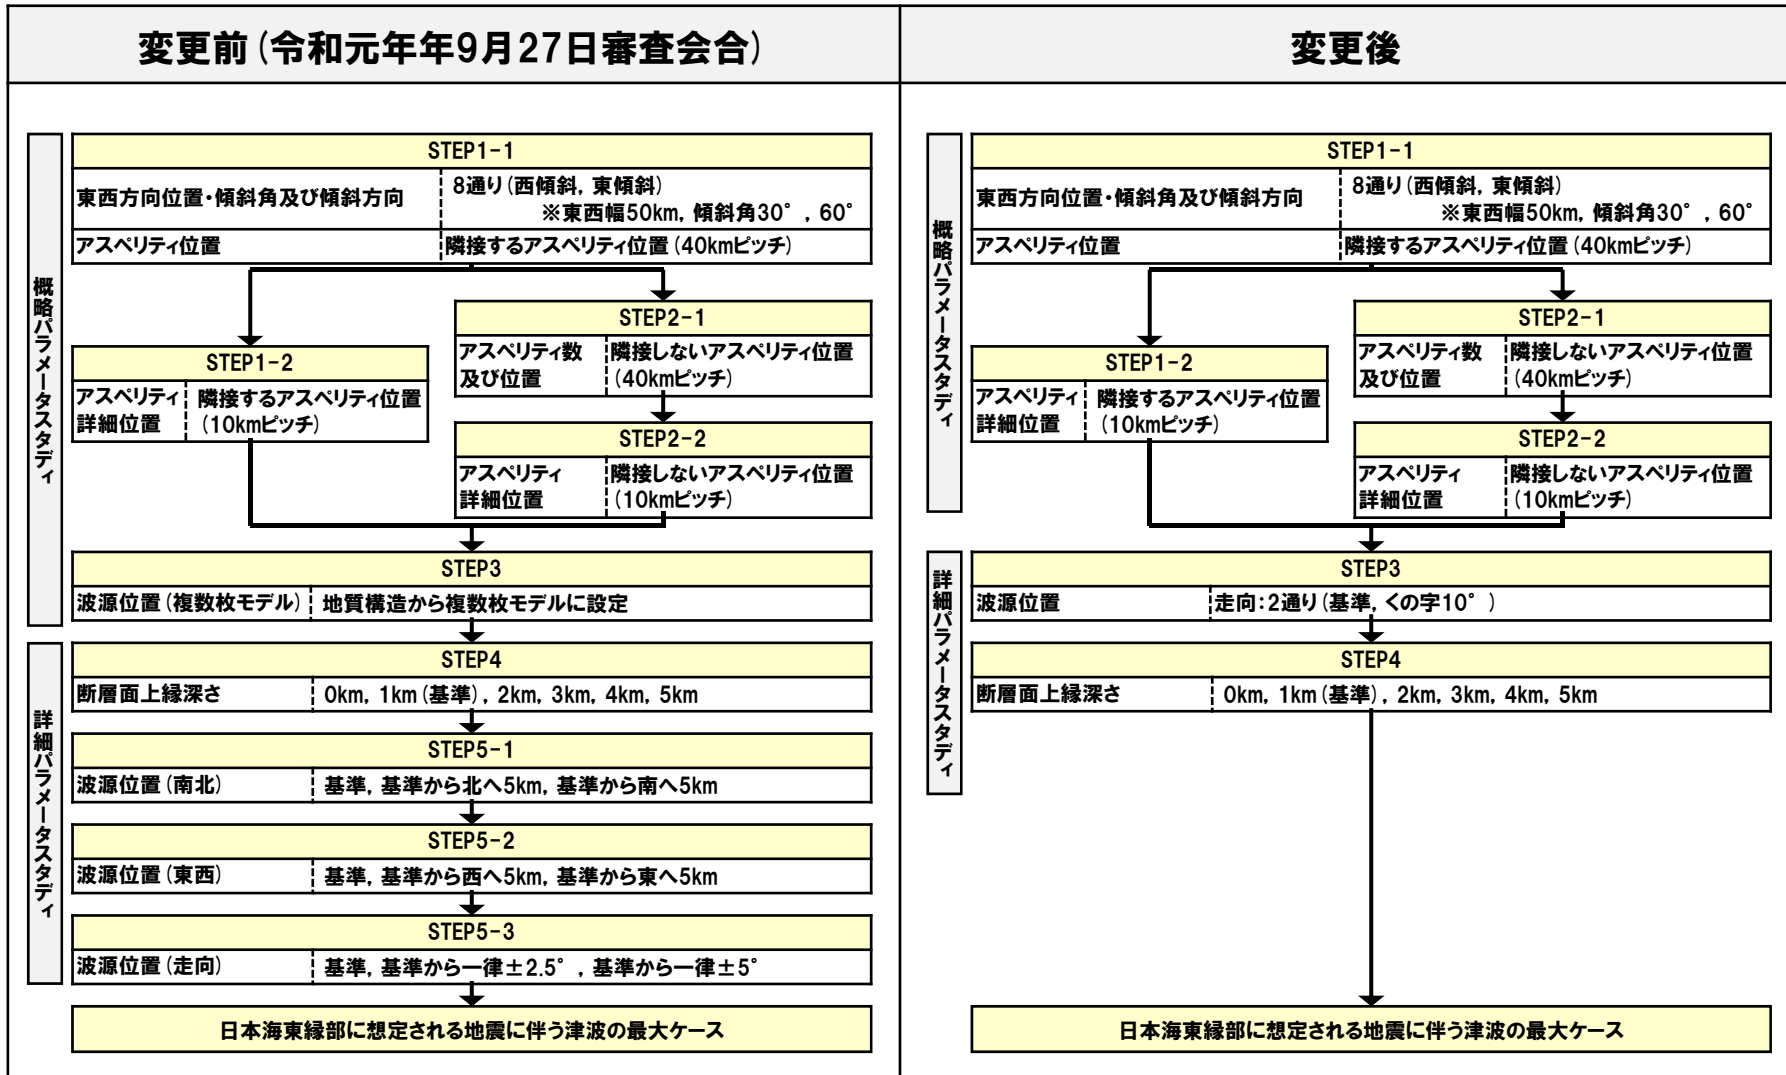 変更前(令和元年年9月27日審査会合)
概略パラメータスタディ
STEP1-1
東西方向位置・傾斜角及び傾斜方向
8通り(西傾斜, 東傾斜)
※東西幅50km, 傾斜角30°, 60°
アスペリティ位置
隣接するアスペリティ位置(40kmピッチ)
STEP1-2
アスペリティ
詳細位置
隣接するアスペリティ位置
(10kmピッチ)
STEP2-1
アスペリティ数
及び位置
隣接しないアスペリティ位置
(40kmピッチ)
STEP2-2
アスペリティ
詳細位置
隣接しないアスペリティ位置
(10kmピッチ)
STEP3
波源位置(複数枚モデル)
地質構造から複数枚モデルに設定
詳細パラメータスタディ
STEP4
断層面上縁深さ
0km, 1km(基準), 2km, 3km, 4km, 5km
STEP5-1
波源位置(南北)
基準, 基準から北へ5km, 基準から南へ5km
STEP5-2
波源位置(東西)
基準, 基準から西へ5km, 基準から東へ5km
STEP5-3
波源位置(走向)
基準, 基準から一律±2.5°, 基準から一律±5°
日本海東縁部に想定される地震に伴う津波の最大ケース
変更後
概略パラメータスタディ
STEP1-1
東西方向位置・傾斜角及び傾斜方向
8通り(西傾斜, 東傾斜)
※東西幅50km, 傾斜角30°, 60°
アスペリティ位置
隣接するアスペリティ位置(40kmピッチ)
STEP1-2
アスペリティ
詳細位置
隣接するアスペリティ位置
(10kmピッチ)
STEP2-1
アスペリティ数
及び位置
隣接しないアスペリティ位置
(40kmピッチ)
STEP2-2
アスペリティ
詳細位置
隣接しないアスペリティ位置
(10kmピッチ)
詳細パラメータスタディ
STEP3
波源位置
走向:2通り(基準, くの字10°)
STEP4
断層面上縁深さ
0km, 1km(基準), 2km, 3km, 4km, 5km
日本海東縁部に想定される地震に伴う津波の最大ケース